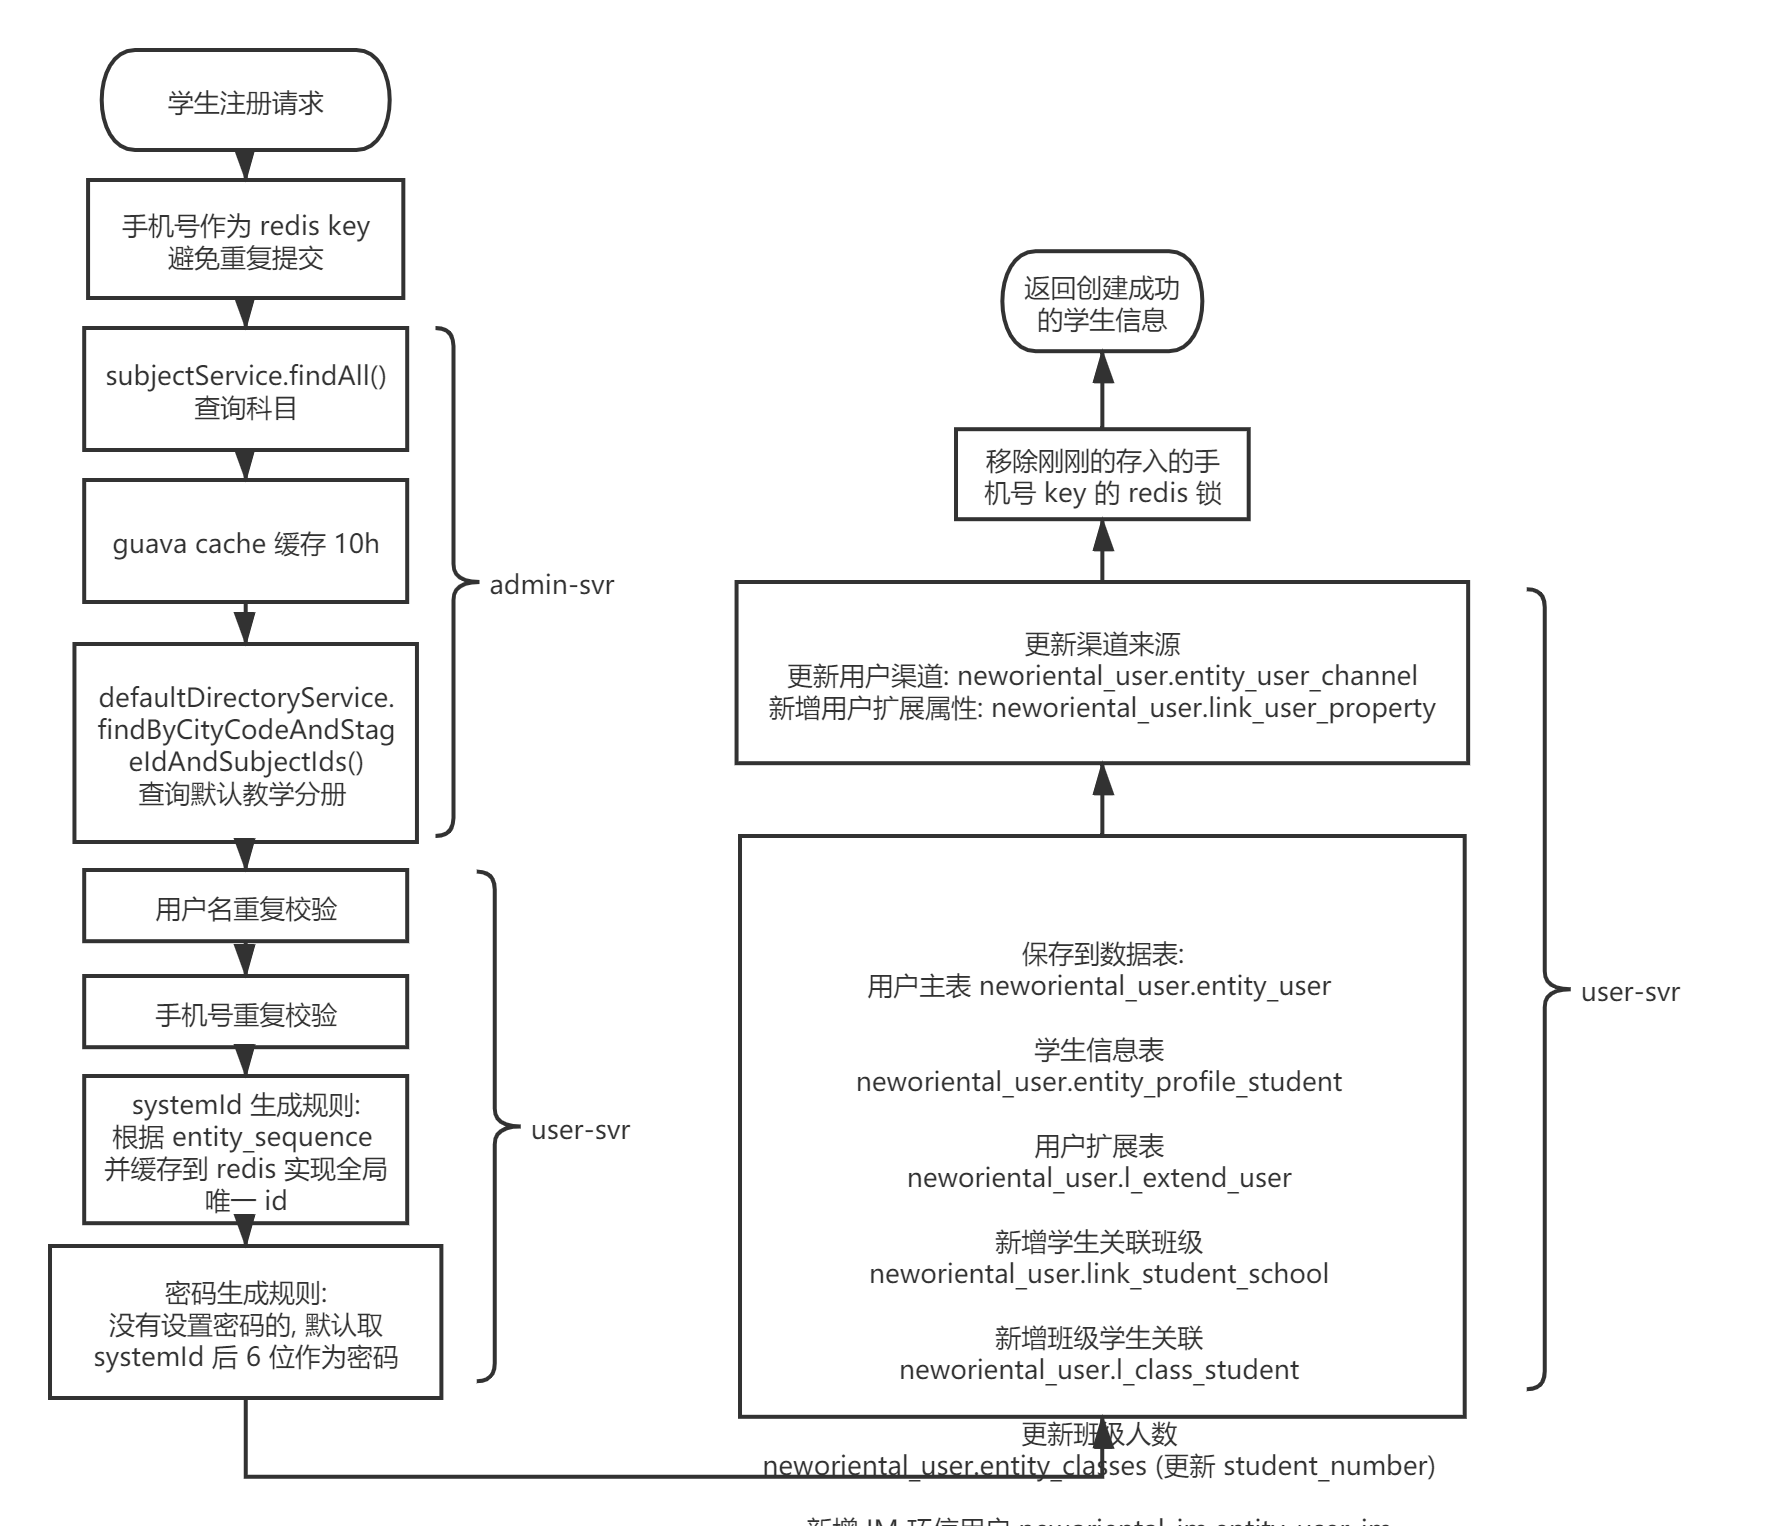 学生注册请求
手机号作为 redis key
避免重复提交
subjectService.findAll()
查询科目
guava cache 缓存 10h
defaultDirectoryService.
findByCityCodeAndStag
eIdAndSubjectIds()
查询默认教学分册
admin-svr
用户名重复校验
手机号重复校验
systemId 生成规则:
根据 entity_sequence
并缓存到 redis 实现全局
唯一 id
密码生成规则:
没有设置密码的, 默认取
systemId 后 6 位作为密码
user-svr
返回创建成功
的学生信息
移除刚刚的存入的手
机号 key 的 redis 锁
更新渠道来源
更新用户渠道: neworiental_user.entity_user_channel
新增用户扩展属性: neworiental_user.link_user_property
保存到数据表:
用户主表 neworiental_user.entity_user
学生信息表
neworiental_user.entity_profile_student
用户扩展表
neworiental_user.l_extend_user
新增学生关联班级
neworiental_user.link_student_school
新增班级学生关联
neworiental_user.l_class_student
更新班级人数
neworiental_user.entity_classes (更新 student_number)
新增 IM 环信用户 neworiental_im.entity_user_im
user-svr